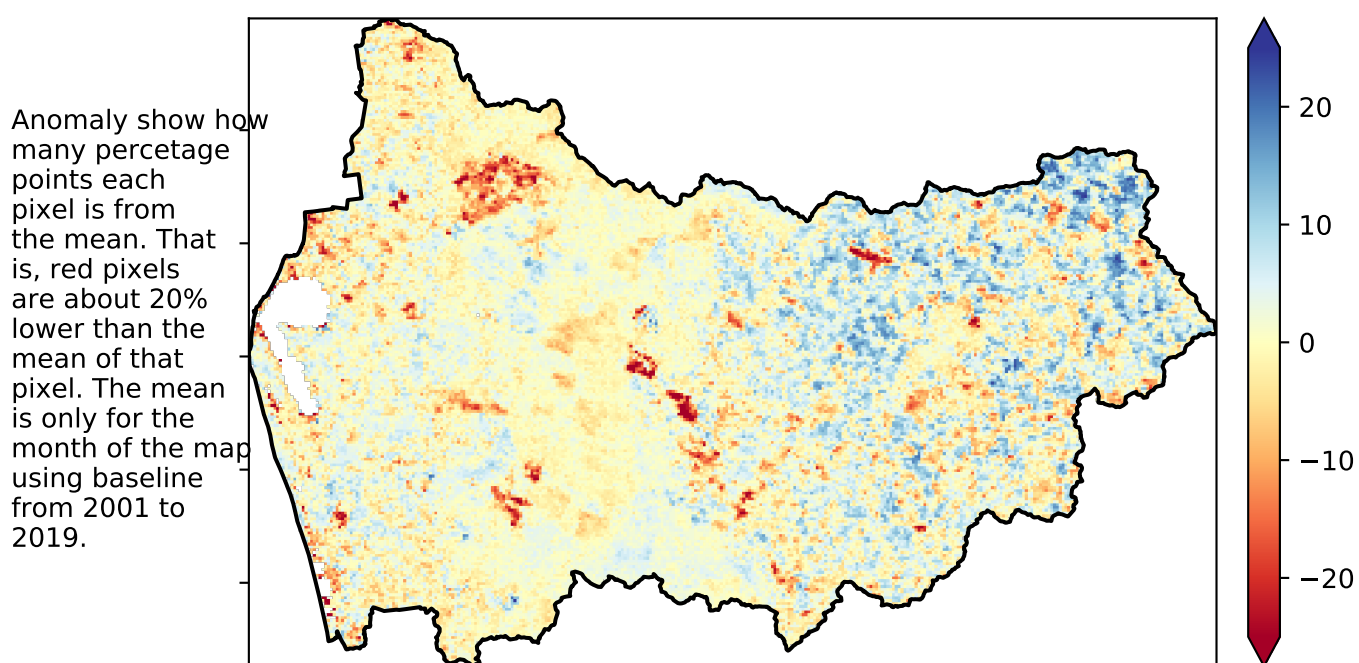 Anomaly show how
many percetage
points each
pixel is from
the mean. That
is, red pixels
are about 20%
lower than the
mean of that
pixel. The mean
is only for the
month of the map
using baseline
from 2001 to
2019.
20
10
0
−10
−20